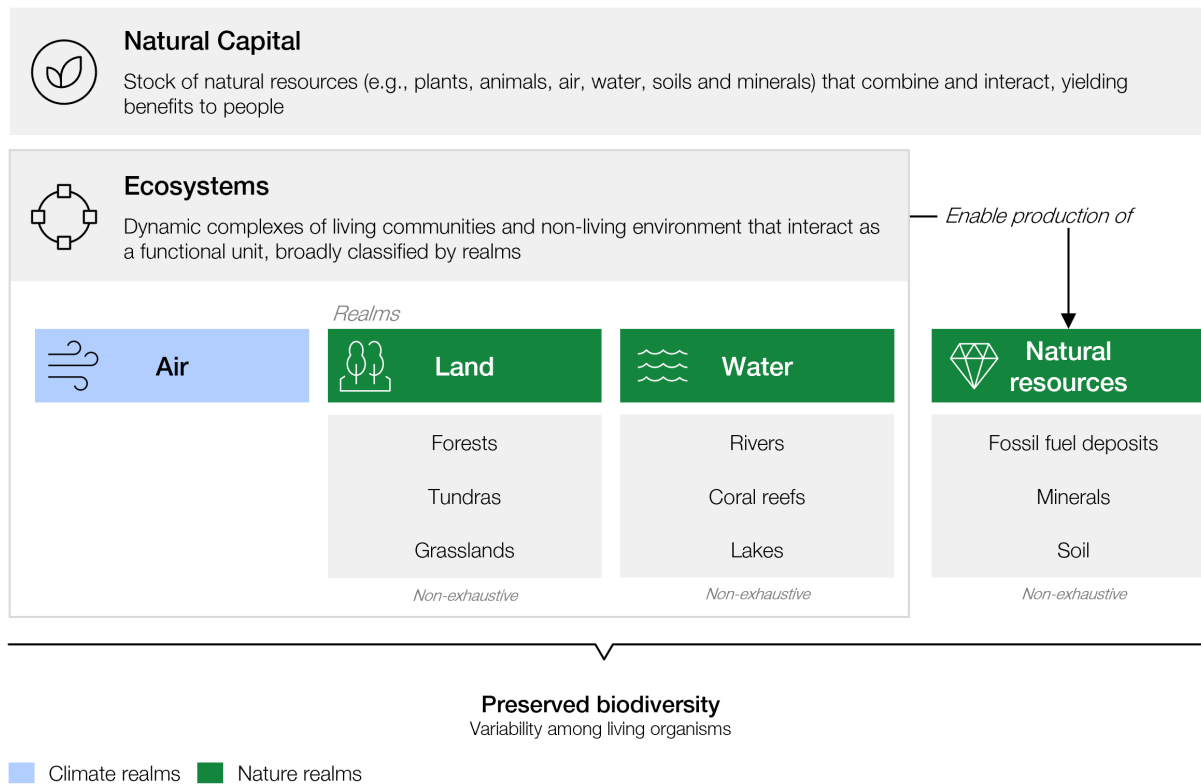 Natural Capital
Stock of natural resources (e.g., plants, animals, air, water, soils and minerals) that combine and interact, yielding
benefits to people
Ecosystems
Dynamic complexes of living communities and non-living environment that interact as
a functional unit, broadly classified by realms
Enable production of
Realms
Air
Land
Forests
Tundras
Grasslands
Non-exhaustive
Water
Rivers
Coral reefs
Lakes
Non-exhaustive
Natural
resources
Fossil fuel deposits
Minerals
Soil
Non-exhaustive
Preserved biodiversity
Variability among living organisms
Climate realms
Nature realms